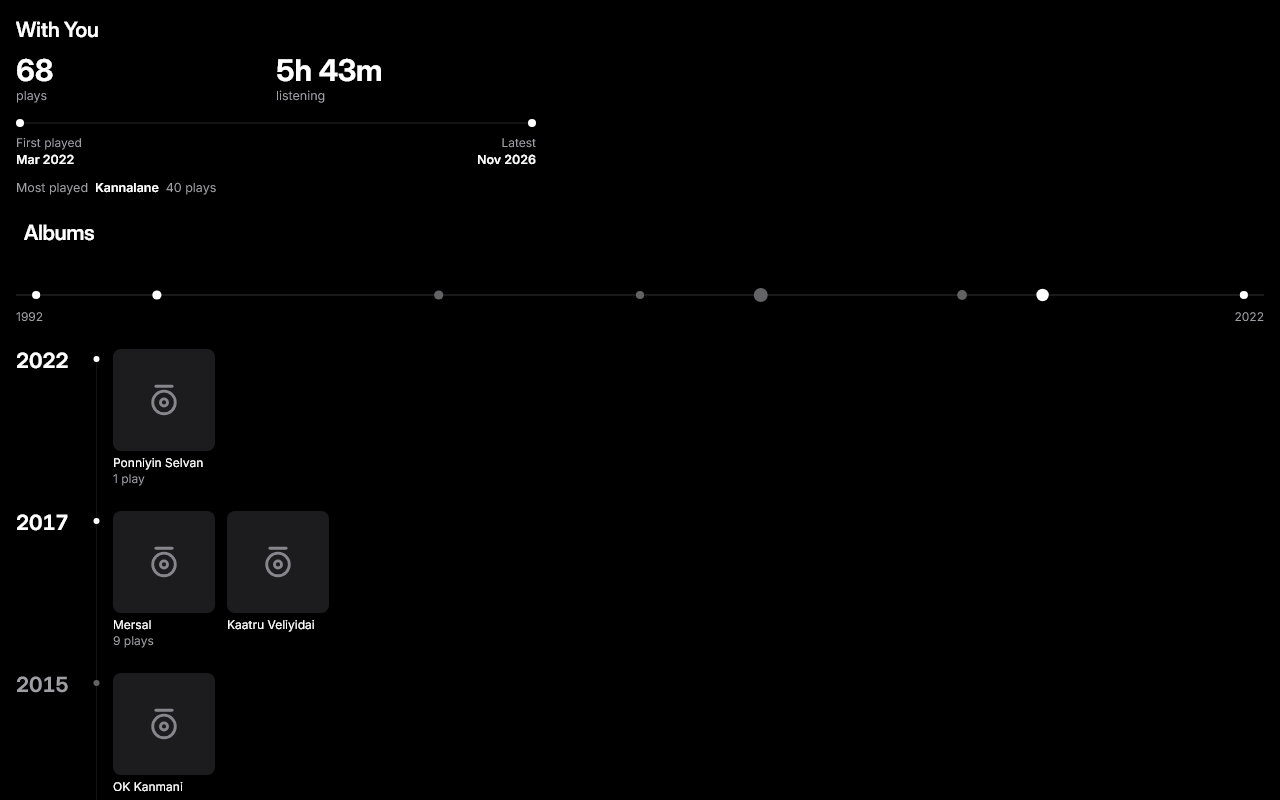 With You
68
5h 43m
plays
listening
First played
Latest
Mar 2022
Nov 2026
Most played Kannalane 40 plays
Albums
1992
2022
2022
Ponniyin Selvan
1 play
2017
Mersal
Kaatru Veliyidai
9 plays
2015
OK Kanmani